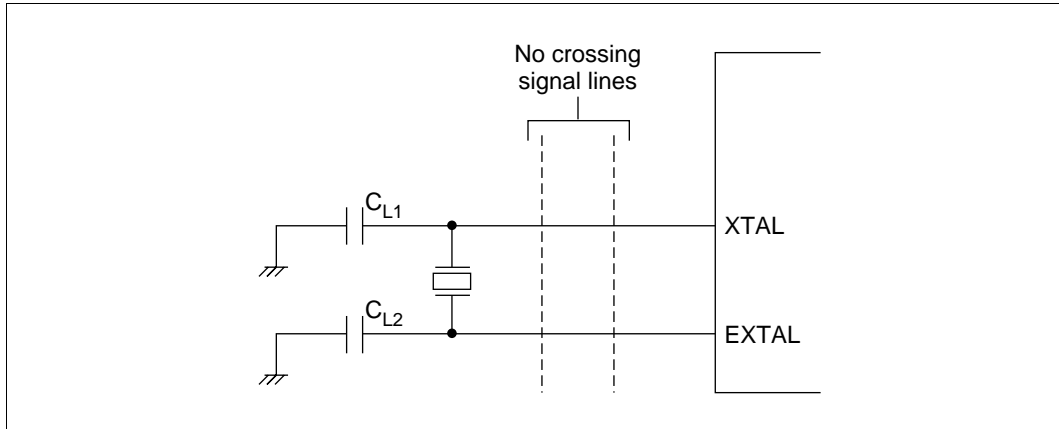 No crossing
signal lines
CL1
XTAL
CL2
EXTAL